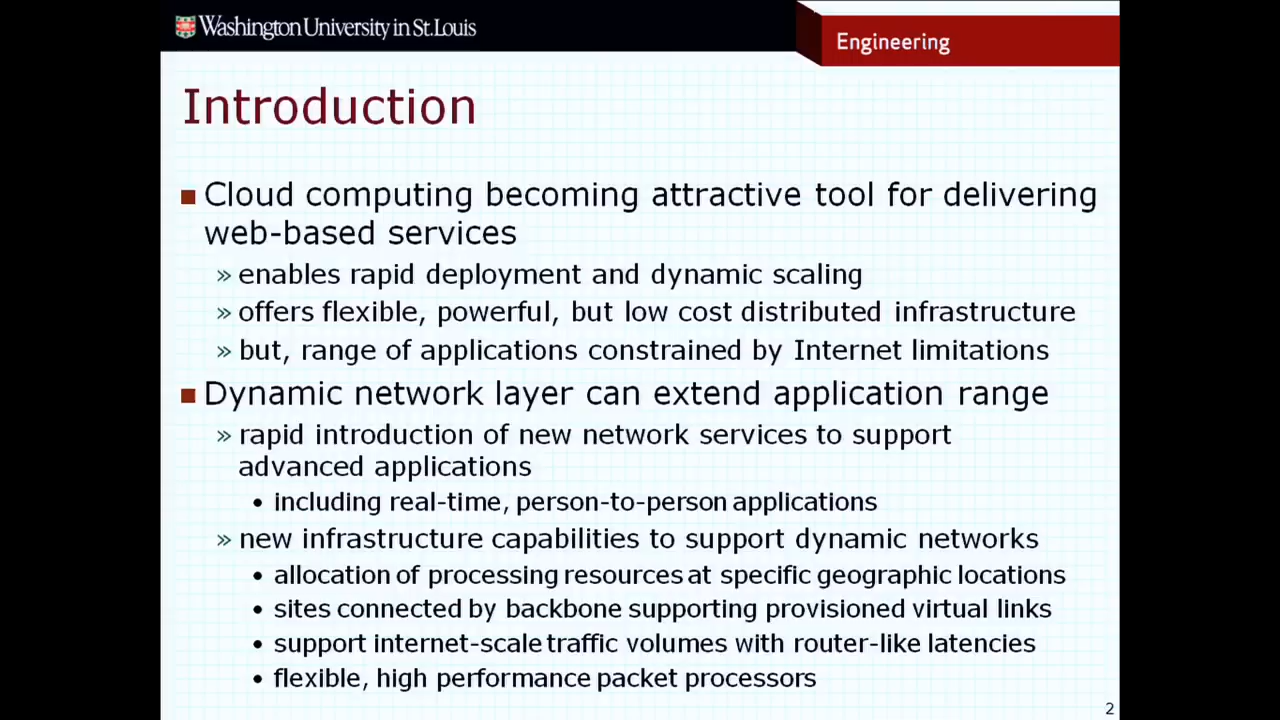 Washington University in St. Louis
Engineering
Introduction
Cloud computing becoming attractive tool for delivering
web-based services
» enables rapid deployment and dynamic scaling
» offers flexible, powerful, but low cost distributed infrastructure
» but, range of applications constrained by Internet limitations
Dynamic network layer can extend application range
» rapid introduction of new network services to support
advanced applications
• including real-time, person-to-person applications
» new infrastructure capabilities to support dynamic networks
• allocation of processing resources at specific geographic locations
• sites connected by backbone supporting provisioned virtual links
• support internet-scale traffic volumes with router-like latencies
• flexible, high performance packet processors
2